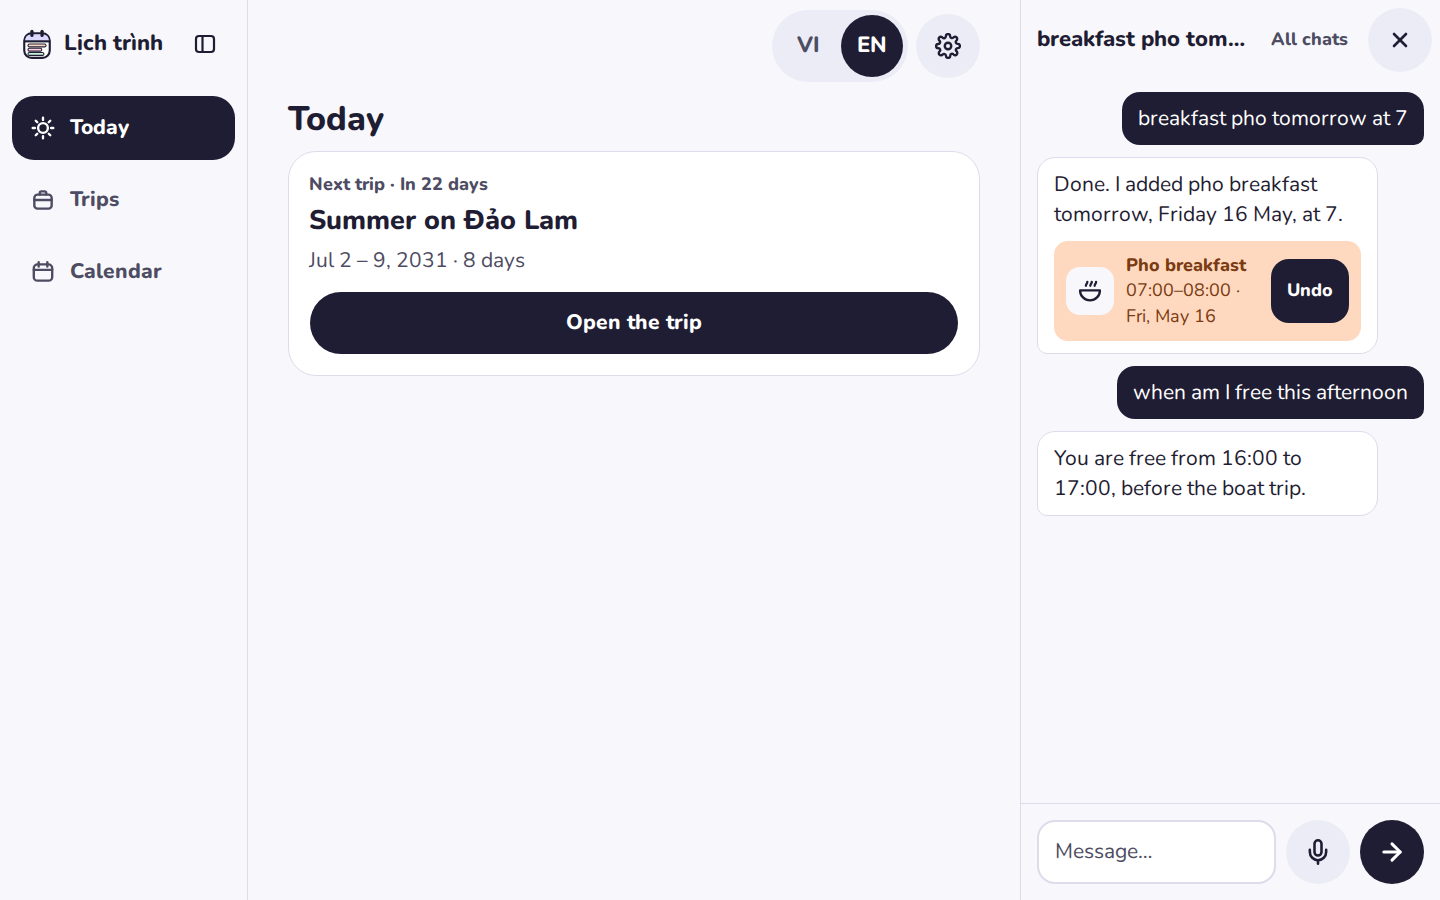 Lịch trình
Today
Trips
Calendar
VI
EN
Today
Next trip · In 22 days
Summer on Đảo Lam
Jul 2 – 9, 2031 · 8 days
Open the trip
breakfast pho tom...
All chats
breakfast pho tomorrow at 7
Done. I added pho breakfast
tomorrow, Friday 16 May, at 7.
Pho breakfast
07:00–08:00 ·
Fri, May 16
Undo
when am I free this afternoon
You are free from 16:00 to
17:00, before the boat trip.
Message...